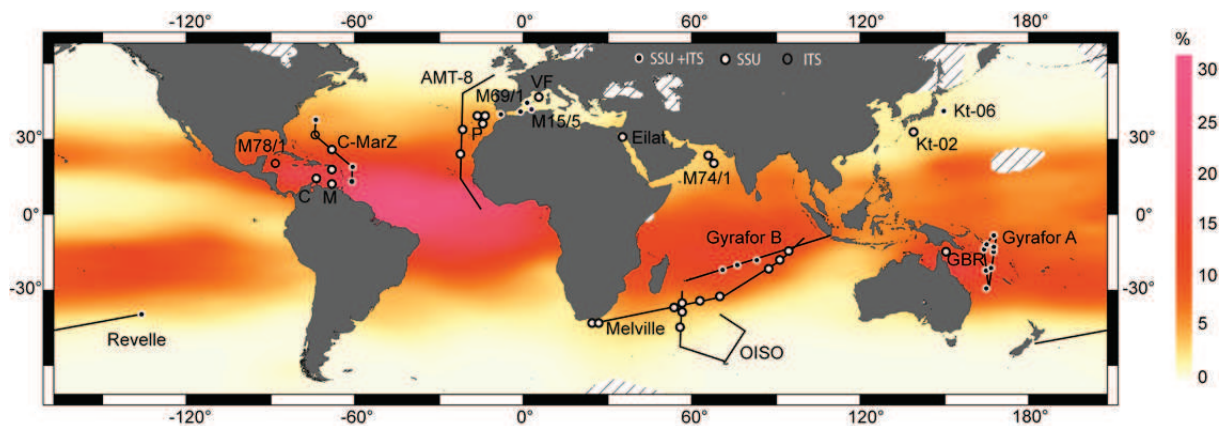 -120° -60° 0° 60° 120° 180°
%
SSU +ITS SSU ITS
AMT-8
VF
M69/1
M15/5
P
Kt-06
Kt-02
30° 30°
C-MarZ
M78/1
Eilat
M74/1
C M
0° 0°
Gyrafor B
Gyrafor A
GBR
-30° -30°
Revelle
Melville
OISO
-120° -60° 0° 60° 120° 180°
30
25
20
15
10
5
0